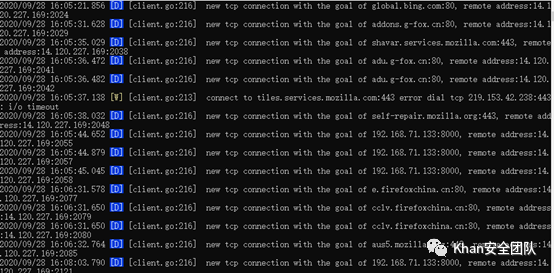 2020/09/28 16:05:21.856 [D] [client.go:216]  new tcp connection with the goal of global.bing.com:80, remote address:14.1
20.227.169:2024
2020/09/28 16:05:31.628 [D] [client.go:216]  new tcp connection with the goal of addons.g-fox.cn:80, remote address:14.1
20.227.169:2029
2020/09/28 16:05:35.029 [D] [client.go:216]  new tcp connection with the goal of shavar.services.mozilla.com:443, remote
address:14.120.227.169:2038
2020/09/28 16:05:36.472 [D] [client.go:216]  new tcp connection with the goal of adu.g-fox.cn:80, remote address:14.120.
227.169:2041
2020/09/28 16:05:36.482 [D] [client.go:216]  new tcp connection with the goal of adu.g-fox.cn:80, remote address:14.120.
227.169:2042
2020/09/28 16:05:37.138 [W] [client.go:213]  connect to tiles.services.mozilla.com:443 error dial tcp 219.153.42.238:443
: i/o timeout
2020/09/28 16:05:38.032 [D] [client.go:216]  new tcp connection with the goal of self-repair.mozilla.org:443, remote add
ress:14.120.227.169:2048
2020/09/28 16:05:44.652 [D] [client.go:216]  new tcp connection with the goal of 192.168.71.133:8000, remote address:14.
120.227.169:2055
2020/09/28 16:05:44.879 [D] [client.go:216]  new tcp connection with the goal of 192.168.71.133:8000, remote address:14.
120.227.169:2057
2020/09/28 16:05:45.045 [D] [client.go:216]  new tcp connection with the goal of 192.168.71.133:8000, remote address:14.
120.227.169:2058
2020/09/28 16:06:31.578 [D] [client.go:216]  new tcp connection with the goal of e.firefoxchina.cn:80, remote address:14
.120.227.169:2077
2020/09/28 16:06:31.650 [D] [client.go:216]  new tcp connection with the goal of cclv.firefoxchina.cn:80, remote address
:14.120.227.169:2079
2020/09/28 16:06:31.650 [D] [client.go:216]  new tcp connection with the goal of cclv.firefoxchina.cn:80, remote address
:14.120.227.169:2080
2020/09/28 16:06:32.764 [D] [client.go:216]  new tcp connection with the goal of aus5.mozilla
120.227.169:2085
2020/09/28 16:08:03.790 [D] [client.go:216]  new tcp connection with the goal of
120.227.169:2121
Khan安全团队